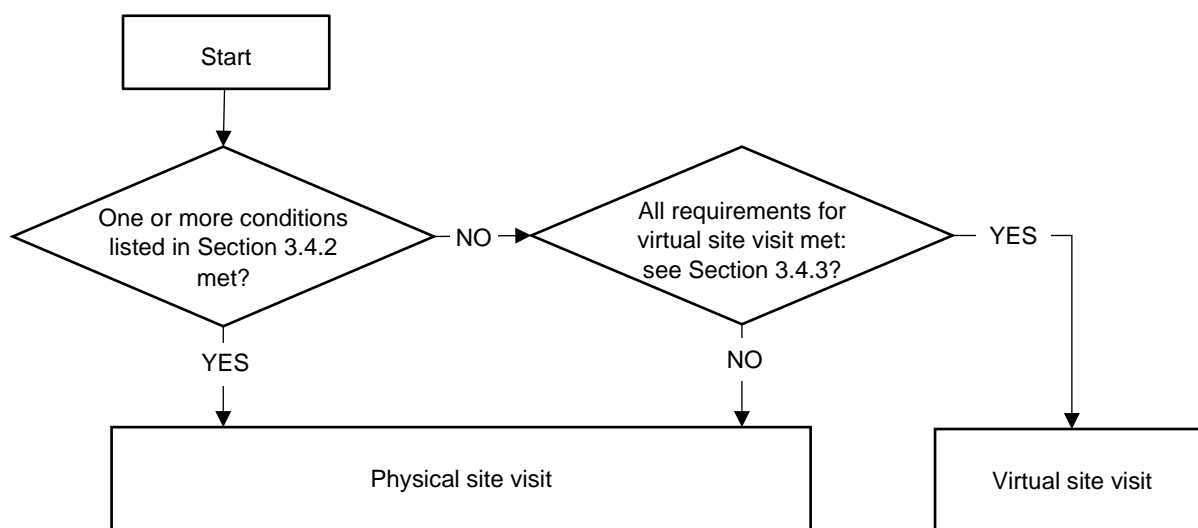 Start
One or more conditions
listed in Section 3.4.2
met?
NO
All requirements for
virtual site visit met:
see Section 3.4.3?
YES
YES
NO
Physical site visit
Virtual site visit